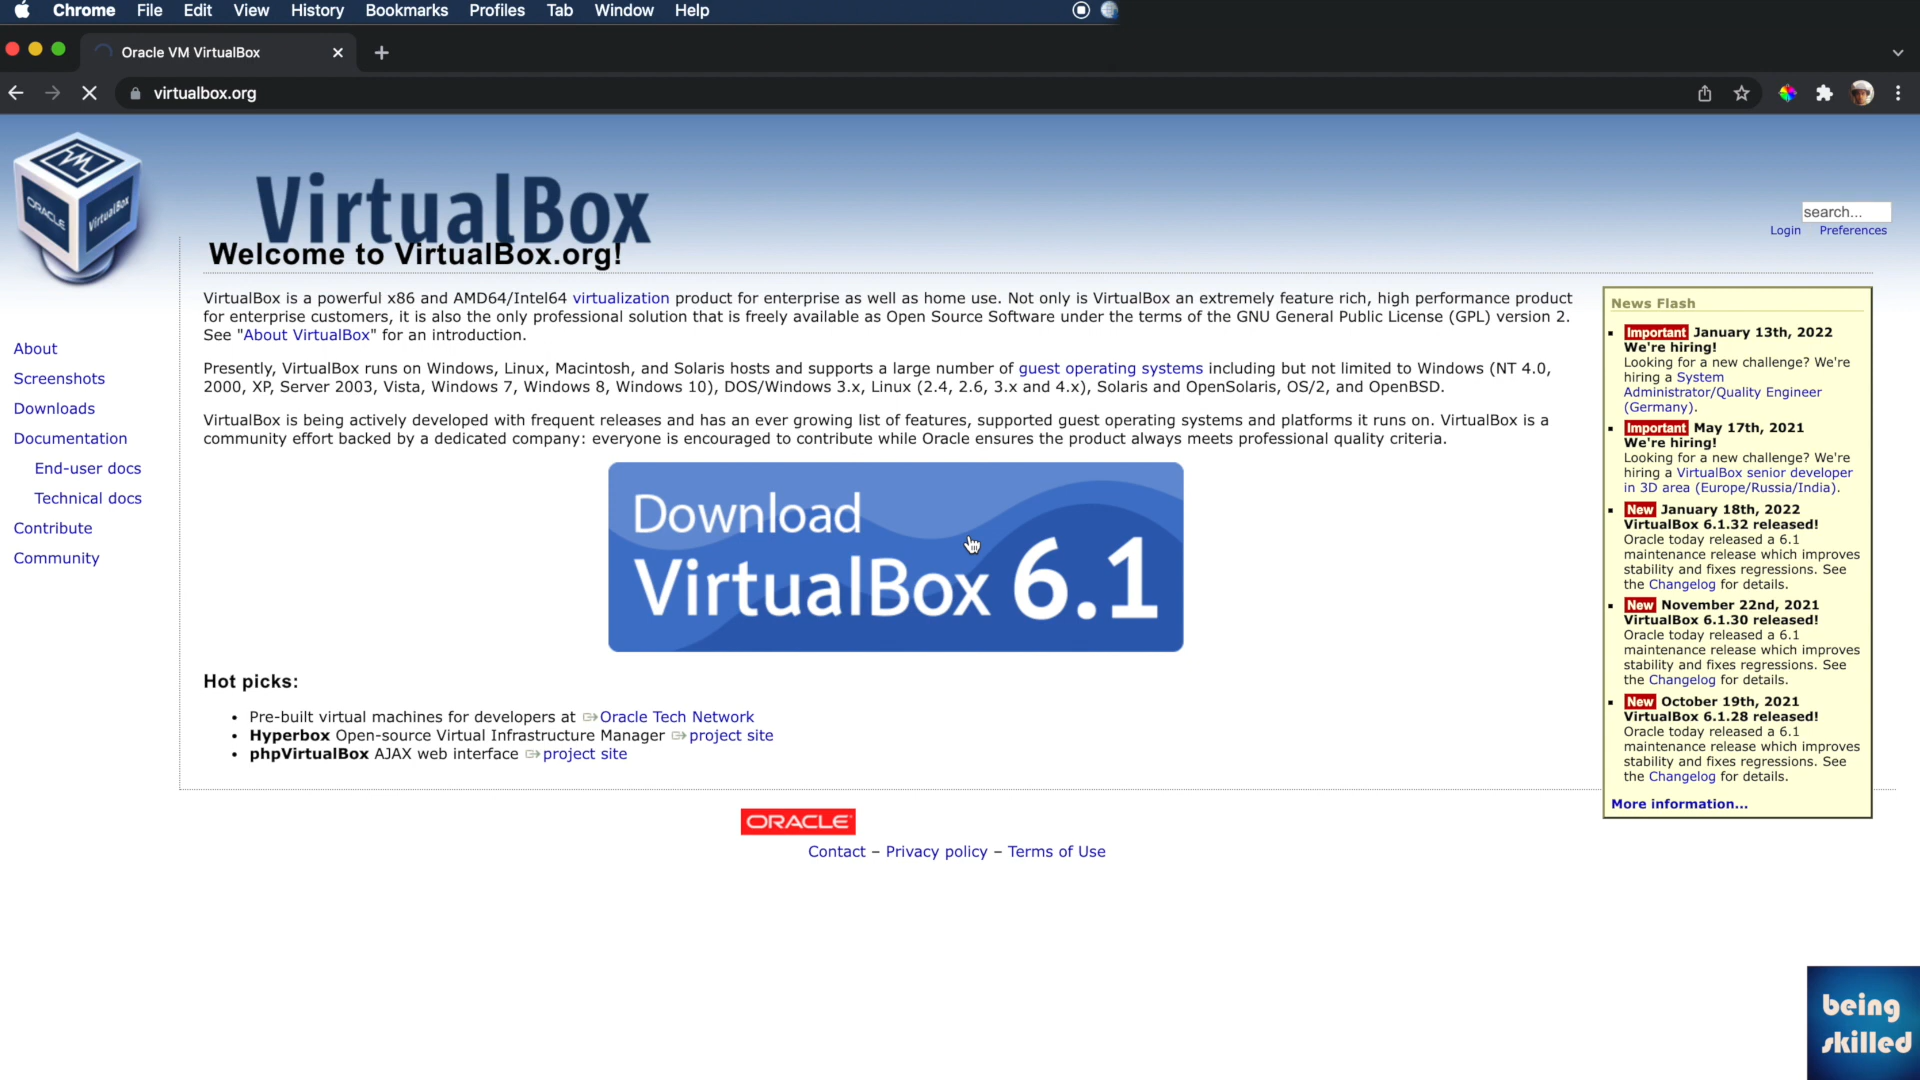 Chrome File Edit View History Bookmarks Profiles Tab Window Help
Oracle VM VirtualBox
virtualbox.org
ORACLE
VirtualBox
VirtualBox
search...
Login Preferences
Welcome to VirtualBox.org!
VirtualBox is a powerful x86 and AMD64/Intel64 virtualization product for enterprise as well as home use. Not only is VirtualBox an extremely feature rich, high performance product
for enterprise customers, it is also the only professional solution that is freely available as Open Source Software under the terms of the GNU General Public License (GPL) version 2.
See "About VirtualBox" for an introduction.
Presently, VirtualBox runs on Windows, Linux, Macintosh, and Solaris hosts and supports a large number of guest operating systems including but not limited to Windows (NT 4.0,
2000, XP, Server 2003, Vista, Windows 7, Windows 8, Windows 10), DOS/Windows 3.x, Linux (2.4, 2.6, 3.x and 4.x), Solaris and OpenSolaris, OS/2, and OpenBSD.
VirtualBox is being actively developed with frequent releases and has an ever growing list of features, supported guest operating systems and platforms it runs on. VirtualBox is a
community effort backed by a dedicated company: everyone is encouraged to contribute while Oracle ensures the product always meets professional quality criteria.
About
Screenshots
Downloads
Documentation
End-user docs
Technical docs
Contribute
Community
Download
VirtualBox 6.1
Hot picks:
Pre-built virtual machines for developers at Oracle Tech Network
Hyperbox Open-source Virtual Infrastructure Manager project site
phpVirtualBox AJAX web interface project site
News Flash
Important January 13th, 2022
We're hiring!
Looking for a new challenge? We're
hiring a System
Administrator/Quality Engineer
(Germany).
Important May 17th, 2021
We're hiring!
Looking for a new challenge? We're
hiring a VirtualBox senior developer
in 3D area (Europe/Russia/India).
New January 18th, 2022
VirtualBox 6.1.32 released!
Oracle today released a 6.1
maintenance release which improves
stability and fixes regressions. See
the Changelog for details.
New November 22nd, 2021
VirtualBox 6.1.30 released!
Oracle today released a 6.1
maintenance release which improves
stability and fixes regressions. See
the Changelog for details.
New October 19th, 2021
VirtualBox 6.1.28 released!
Oracle today released a 6.1
maintenance release which improves
stability and fixes regressions. See
the Changelog for details.
More information...
ORACLE
Contact – Privacy policy – Terms of Use
being
skilled